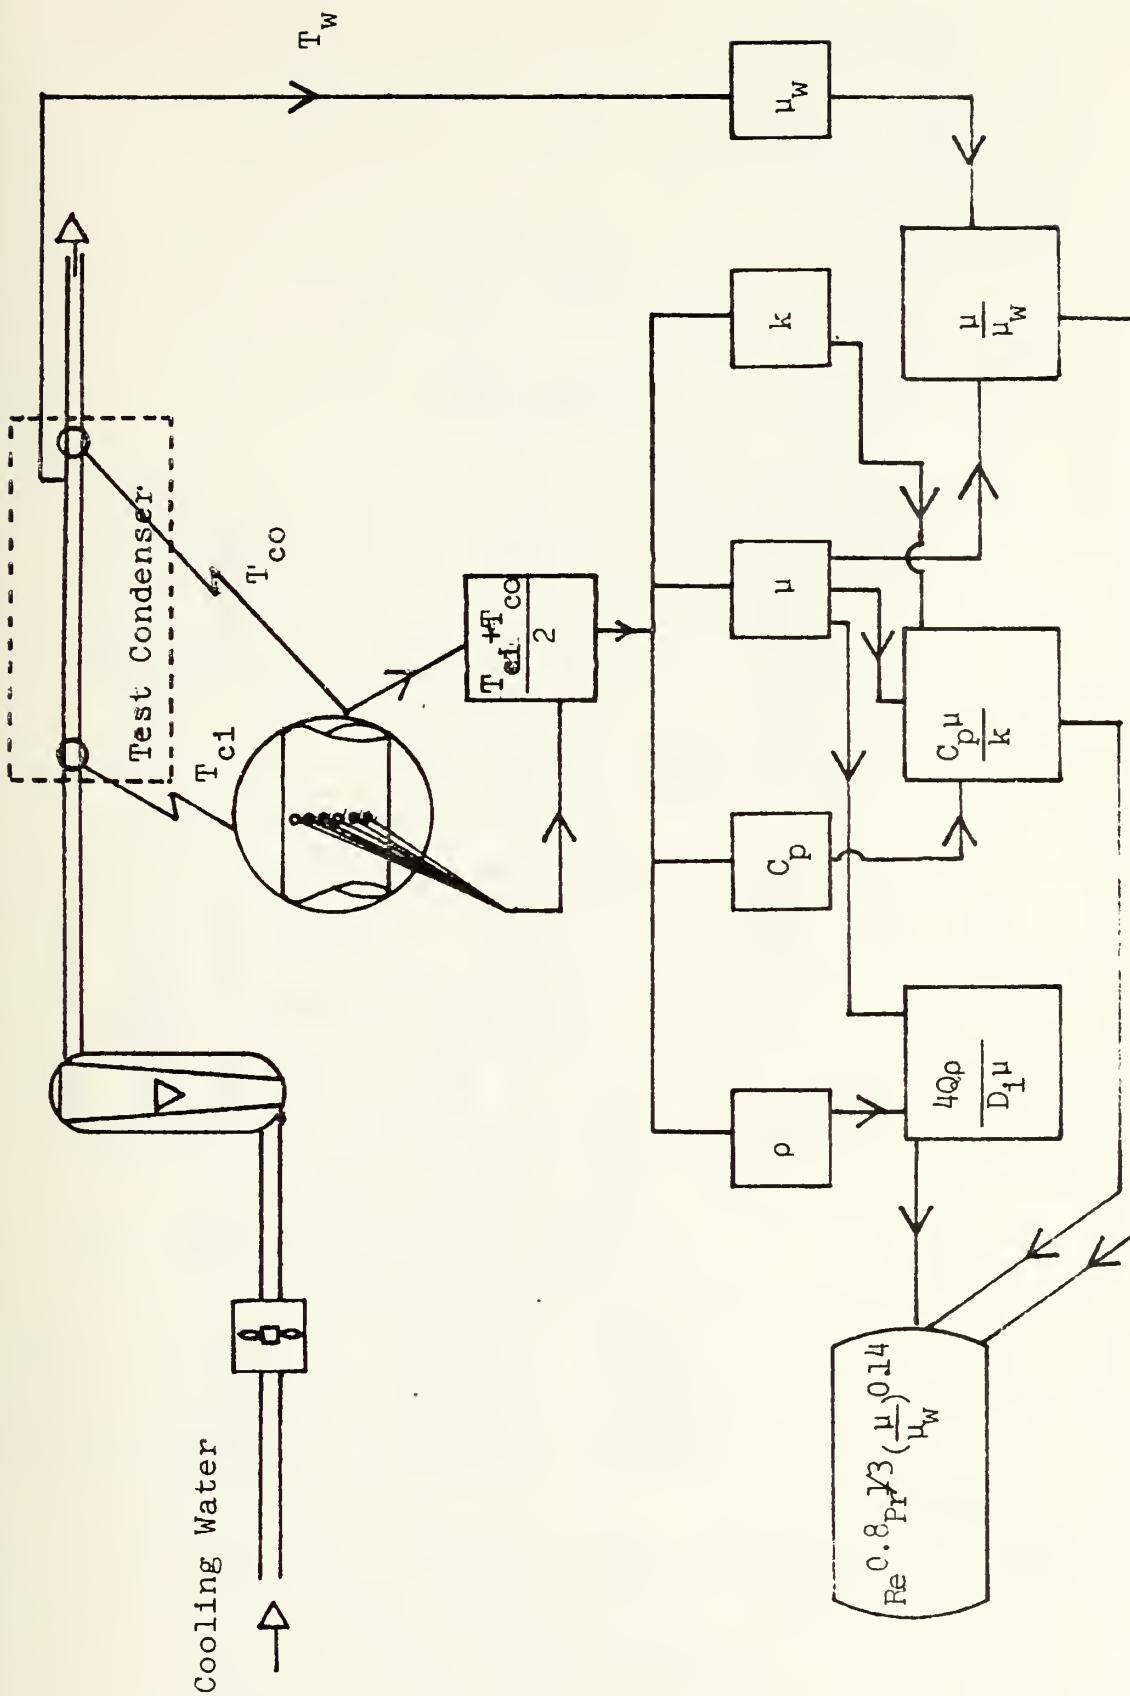 Cooling Water
Test Condenser
T_ci
T_co
T_w
T_ci + T_co
2
ρ
C_p
μ
k
μ_w
4Qρ
D_i μ
C_p μ
k
μ
μ_w
Re^0.8 Pr^1/3 (μ/μ_w)^0.14